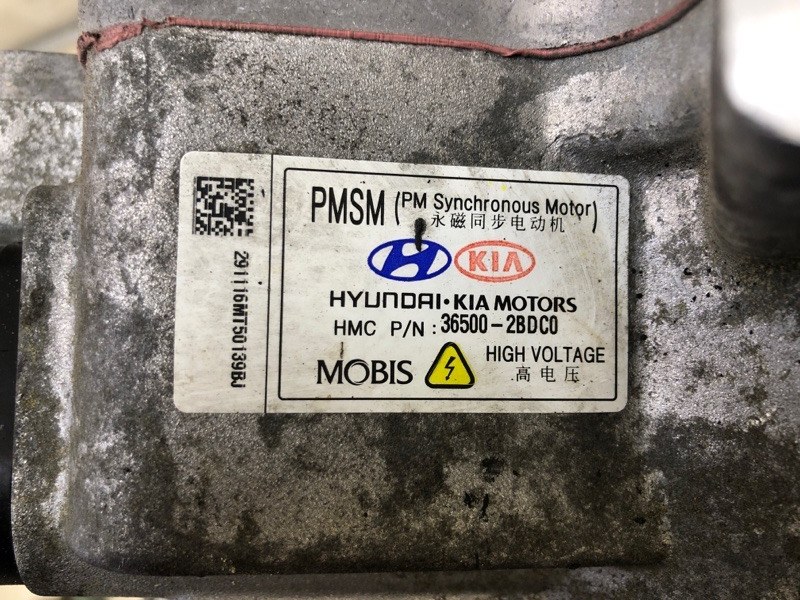 291116MT50139BJ
PMSM (PM Synchronous Motor)
永磁同步电动机
KIA
HYUNDAI·KIA MOTORS
HMC P/N : 36500-2BDC0
MOBIS
HIGH VOLTAGE
高电压